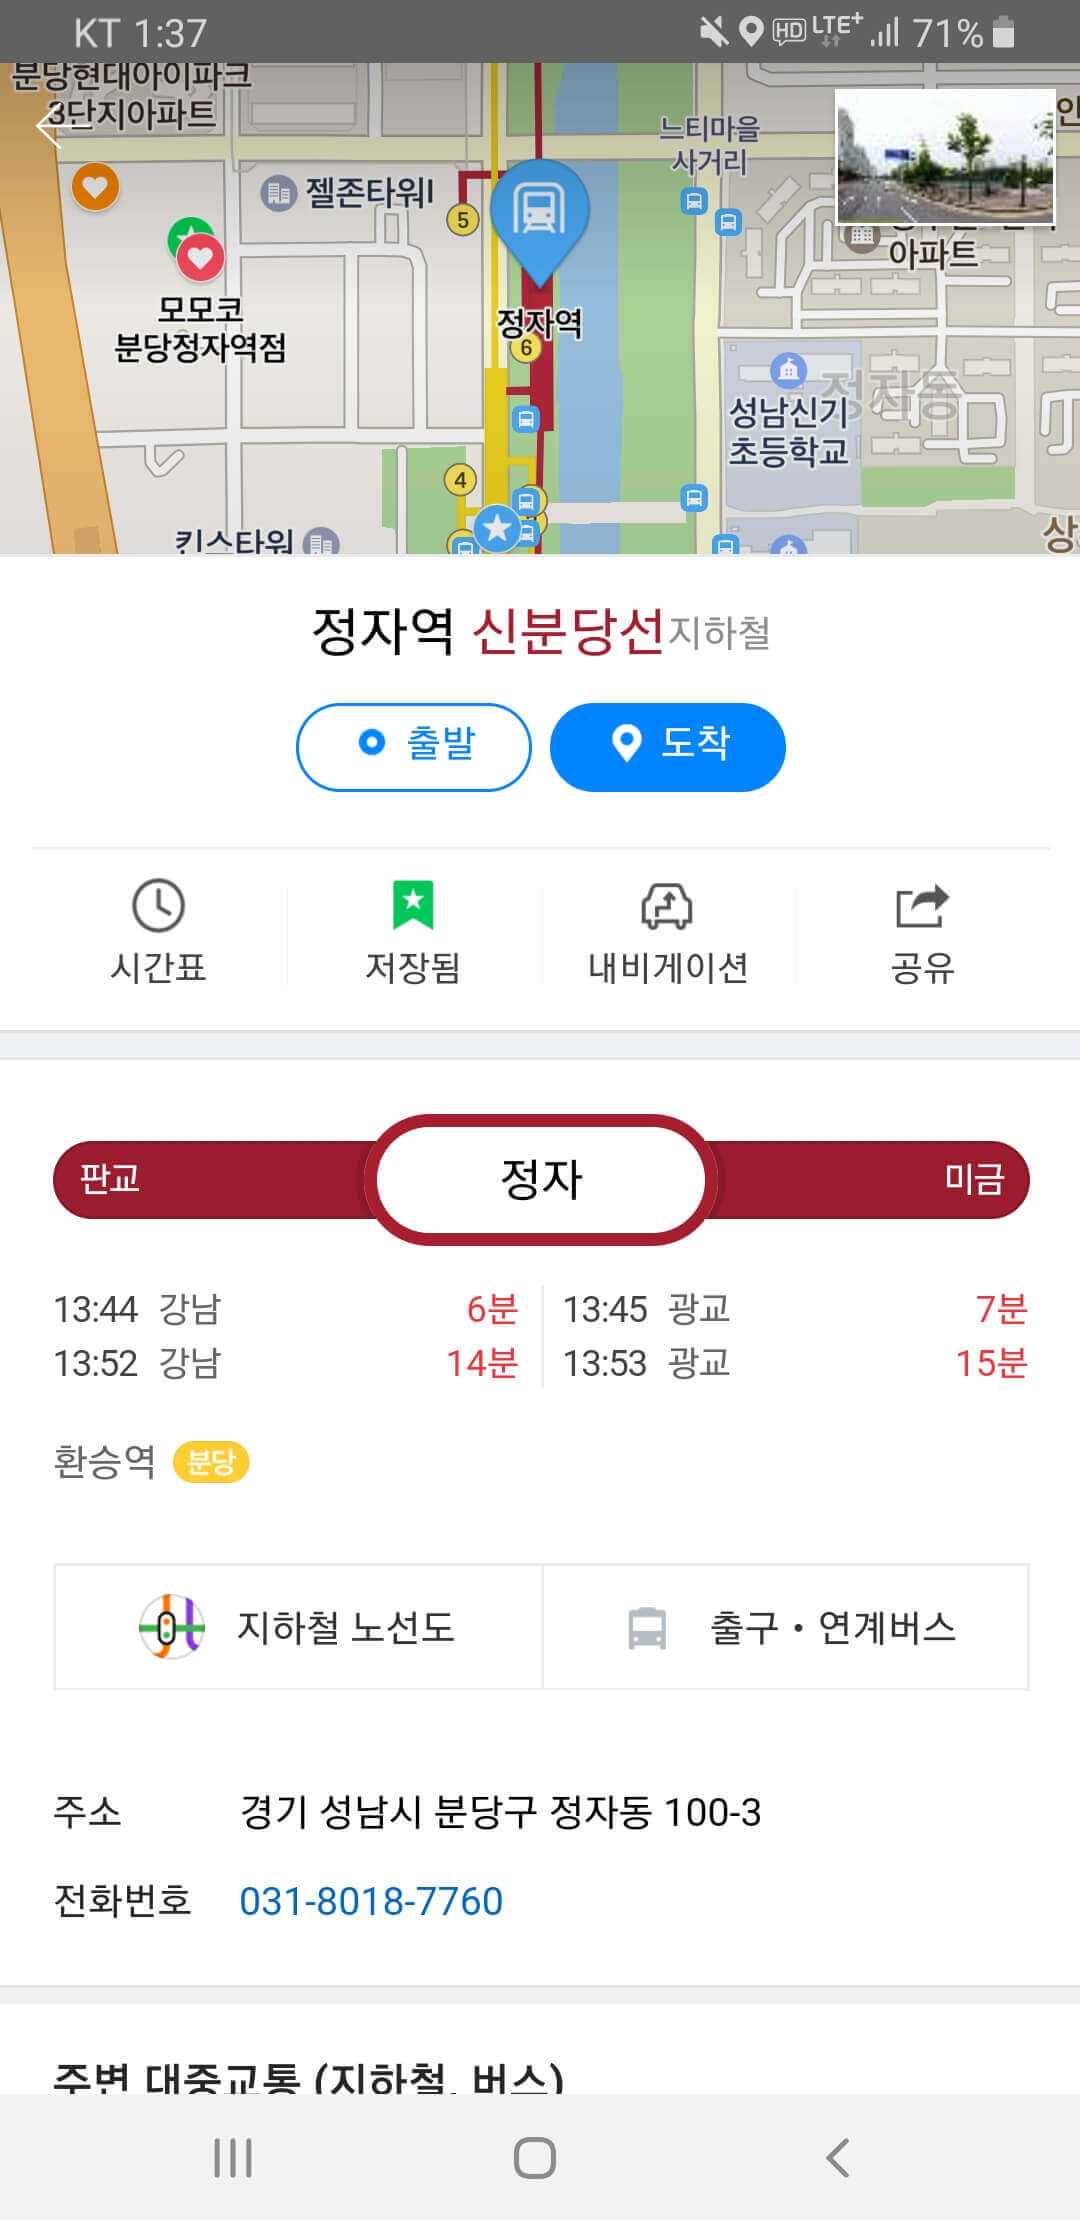 KT 1:37
HD LTE+ 71%
분당현대아이파크
3단지아파트
느티마을
사거리
인
젤존타워Ⅰ
5
아파트
모모코
분당정자역점
정자역
6
정자동
성남신기
초등학교
4
킨스타워
상
정자역 신분당선 지하철
출발
도착
시간표
저장됨
내비게이션
공유
판교
정자
미금
13:44 강남 6분
13:52 강남 14분
13:45 광교 7분
13:53 광교 15분
환승역 분당
지하철 노선도
출구·연계버스
주소 경기 성남시 분당구 정자동 100-3
전화번호 031-8018-7760
주변 대중교통 (지하철, 버스)